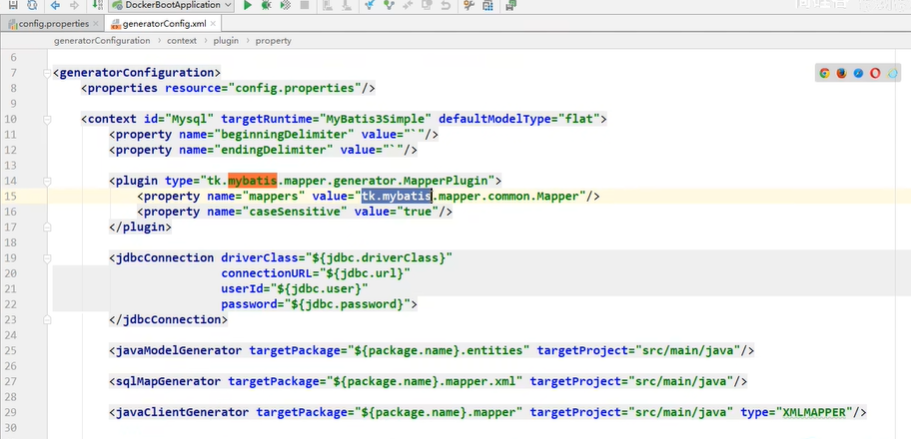 DockerBootApplication
config.properties
generatorConfig.xml
generatorConfiguration
context
plugin
property
6
7 <generatorConfiguration>
8 <properties resource="config.properties"/>
9
10 <context id="Mysql" targetRuntime="MyBatis3Simple" defaultModelType="flat">
11 <property name="beginningDelimiter" value="`"/>
12 <property name="endingDelimiter" value="`"/>
13
14 <plugin type="tk.mybatis.mapper.generator.MapperPlugin">
15 <property name="mappers" value="tk.mybatis.mapper.common.Mapper"/>
16 <property name="caseSensitive" value="true"/>
17 </plugin>
18
19 <jdbcConnection driverClass="${jdbc.driverClass}"
20 connectionURL="${jdbc.url}"
21 userId="${jdbc.user}"
22 password="${jdbc.password}">
23 </jdbcConnection>
24
25 <javaModelGenerator targetPackage="${package.name}.entities" targetProject="src/main/java"/>
26
27 <sqlMapGenerator targetPackage="${package.name}.mapper.xml" targetProject="src/main/java"/>
28
29 <javaClientGenerator targetPackage="${package.name}.mapper" targetProject="src/main/java" type="XMLMAPPER"/>
30